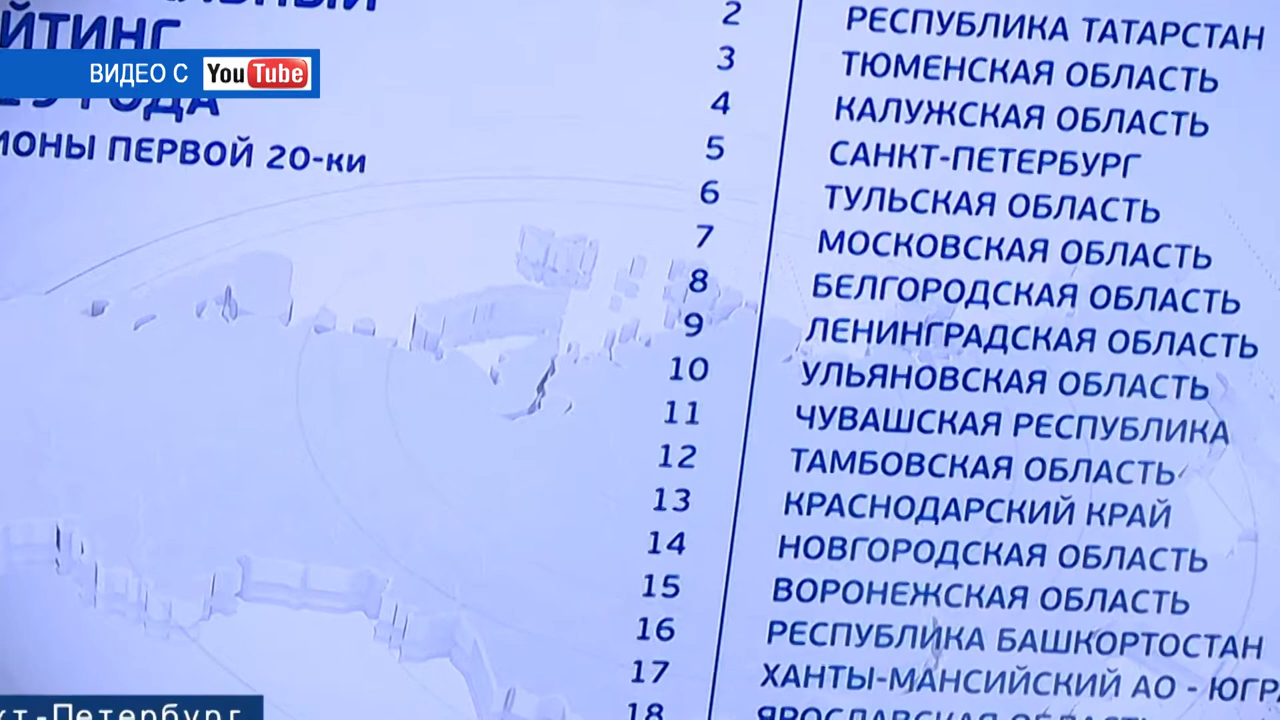 ЙТИНГ
ВИДЕО С YouTube
ГОДА
ПЕРВОЙ 20-ки
2 РЕСПУБЛИКА ТАТАРСТАН
3 ТЮМЕНСКАЯ ОБЛАСТЬ
4 КАЛУЖСКАЯ ОБЛАСТЬ
5 САНКТ-ПЕТЕРБУРГ
6 ТУЛЬСКАЯ ОБЛАСТЬ
7 МОСКОВСКАЯ ОБЛАСТЬ
8 БЕЛГОРОДСКАЯ ОБЛАСТЬ
9 ЛЕНИНГРАДСКАЯ ОБЛАСТЬ
10 УЛЬЯНОВСКАЯ ОБЛАСТЬ
11 ЧУВАШСКАЯ РЕСПУБЛИКА
12 ТАМБОВСКАЯ ОБЛАСТЬ
13 КРАСНОДАРСКИЙ КРАЙ
14 НОВГОРОДСКАЯ ОБЛАСТЬ
15 ВОРОНЕЖСКАЯ ОБЛАСТЬ
16 РЕСПУБЛИКА БАШКОРТОСТАН
17 ХАНТЫ-МАНСИЙСКИЙ АО - ЮГРА
18 ЯРОСЛАВСКАЯ ОБЛАСТЬ
кт-Петербург